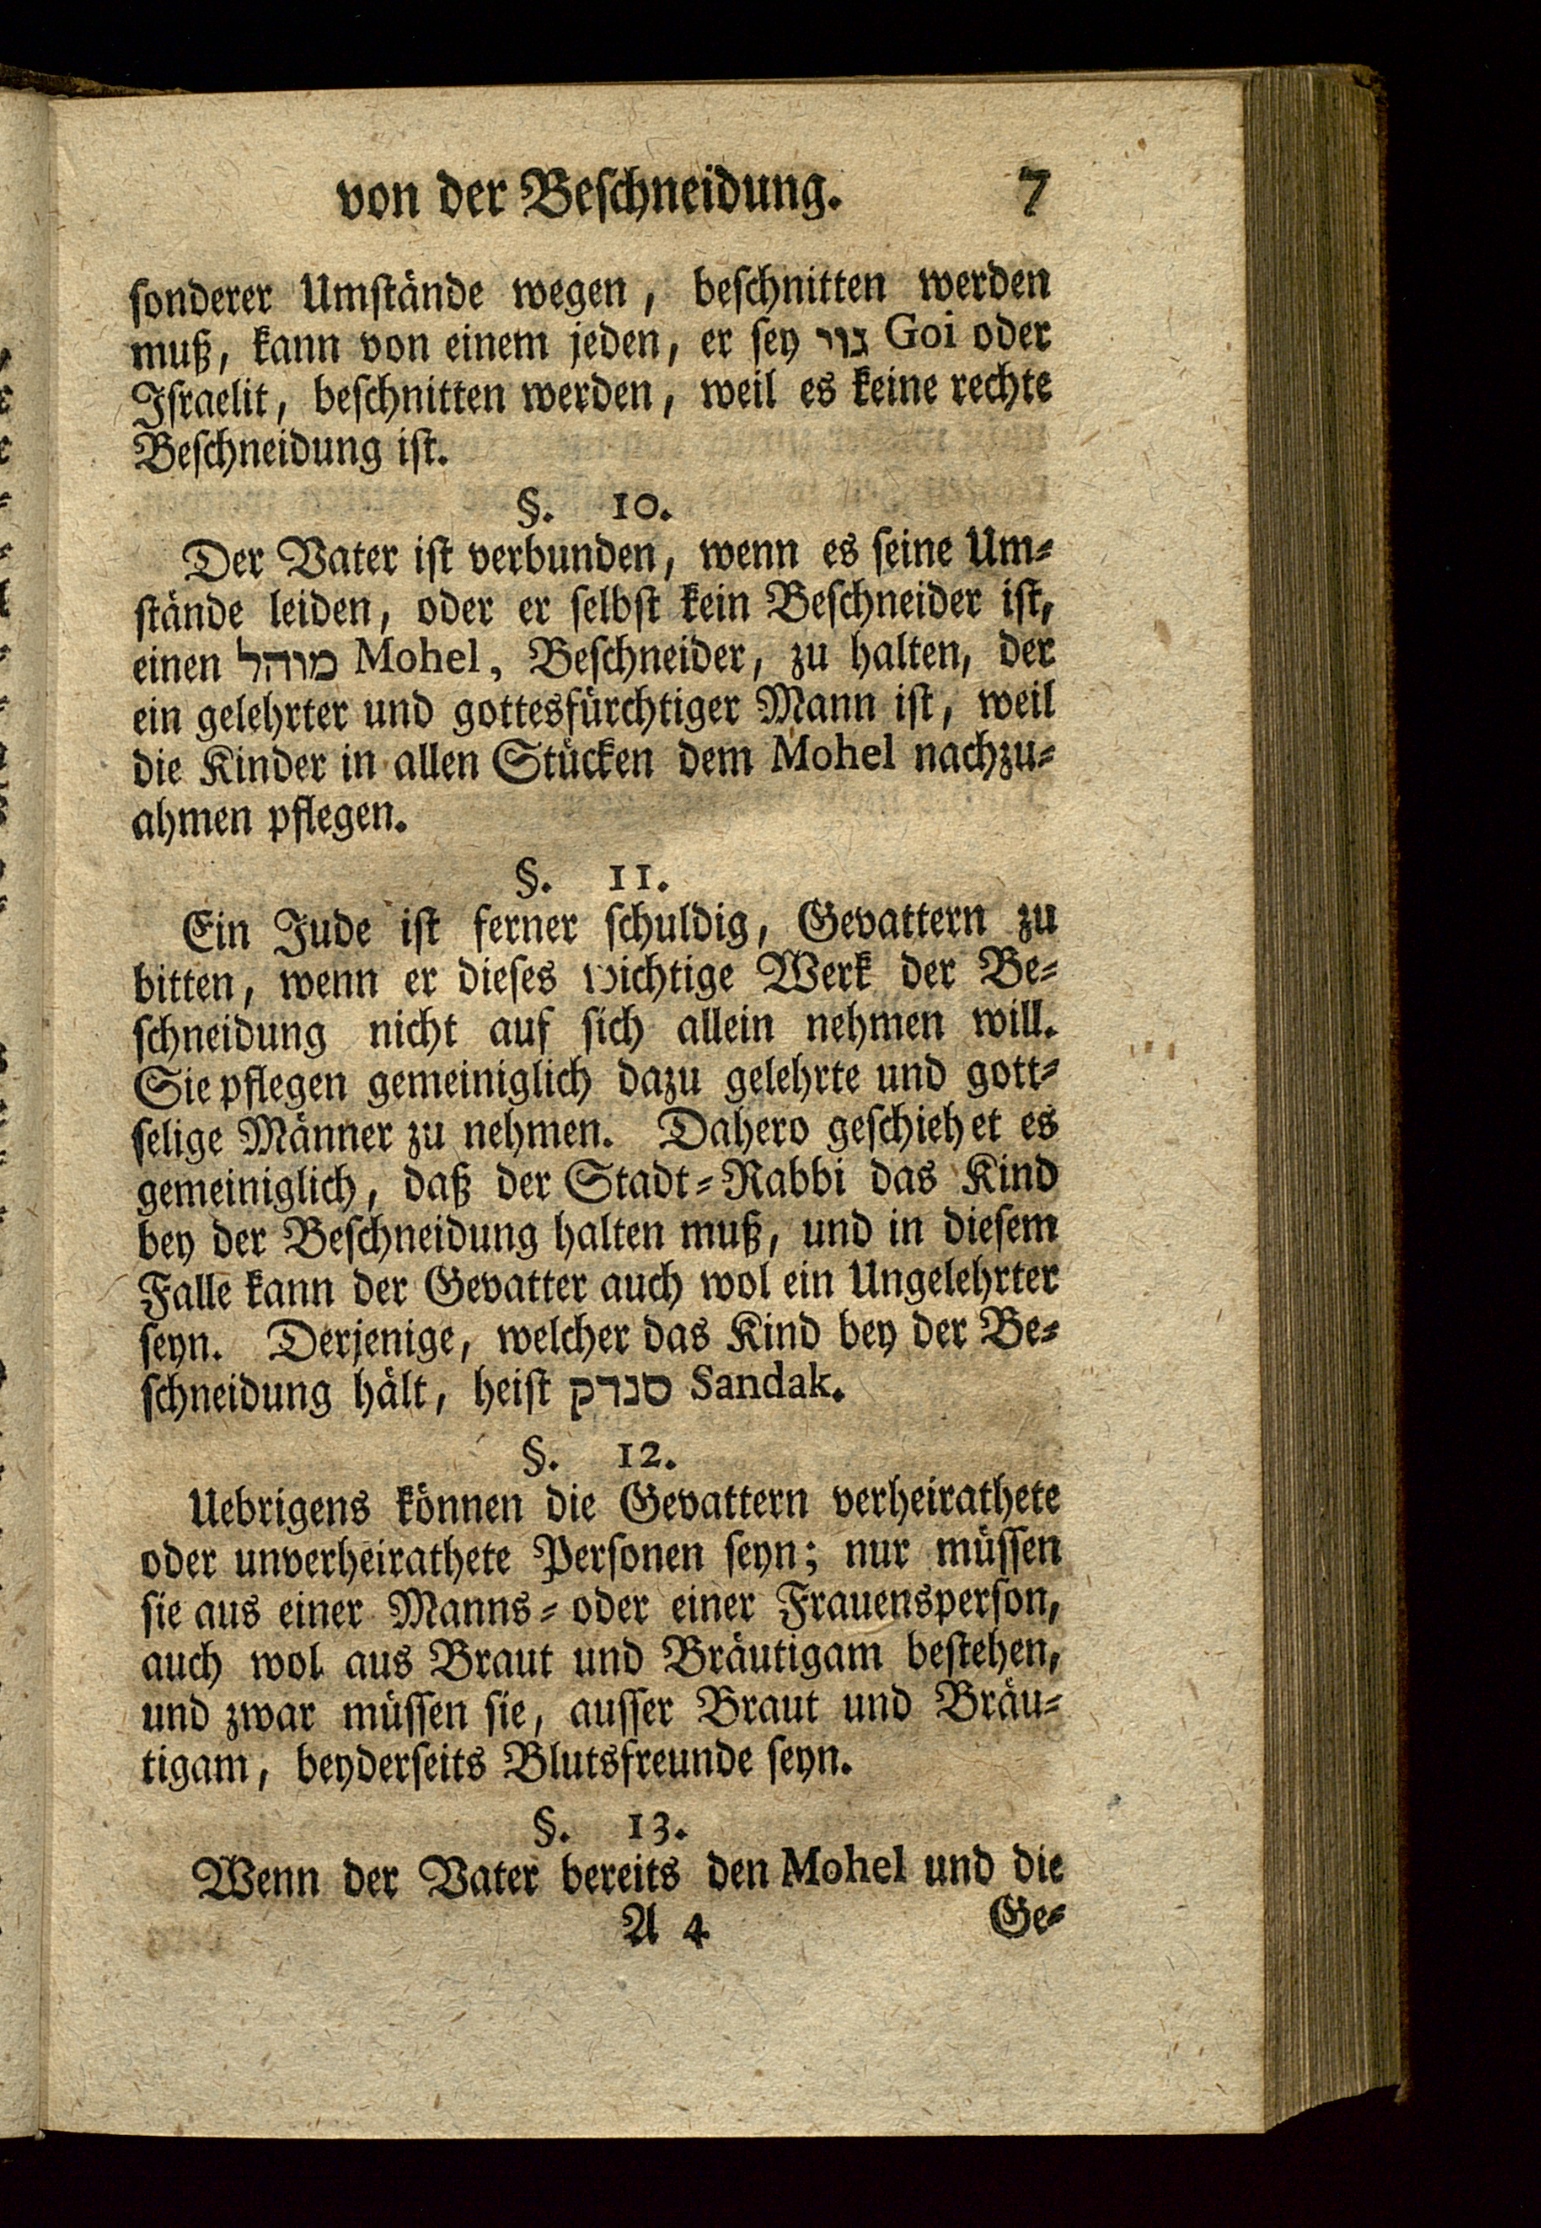 von der Beschneidung. 7
sonderer Umstände wegen, beschnitten werden
muß, kann von einem jeden, er sey גוי Goi oder
Israelit, beschnitten werden, weil es keine rechte
Beschneidung ist.
§. 10.
Der Vater ist verbunden, wenn es seine Um-
stände leiden, oder er selbst kein Beschneider ist,
einen מוהל Mohel, Beschneider, zu halten, der
ein gelehrter und gottesfürchtiger Mann ist, weil
die Kinder in allen Stücken dem Mohel nachzu-
ahmen pflegen.
§. 11.
Ein Jude ist ferner schuldig, Gevattern zu
bitten, wenn er dieses wichtige Werk der Be-
schneidung nicht auf sich allein nehmen will.
Sie pflegen gemeiniglich dazu gelehrte und gott-
selige Männer zu nehmen. Dahero geschiehet es
gemeiniglich, daß der Stadt-Rabbi das Kind
bey der Beschneidung halten muß, und in diesem
Falle kann der Gevatter auch wol ein Ungelehrter
seyn. Derjenige, welcher das Kind bey der Be-
schneidung hält, heist סנדק Sandak.
§. 12.
Uebrigens können die Gevattern verheirathete
oder unverheirathete Personen seyn; nur müssen
sie aus einer Manns- oder einer Frauensperson,
auch wol aus Braut und Bräutigam bestehen,
und zwar müssen sie, ausser Braut und Bräu-
tigam, beyderseits Blutsfreunde seyn.
§. 13.
Wenn der Vater bereits den Mohel und die
A 4 Ge-